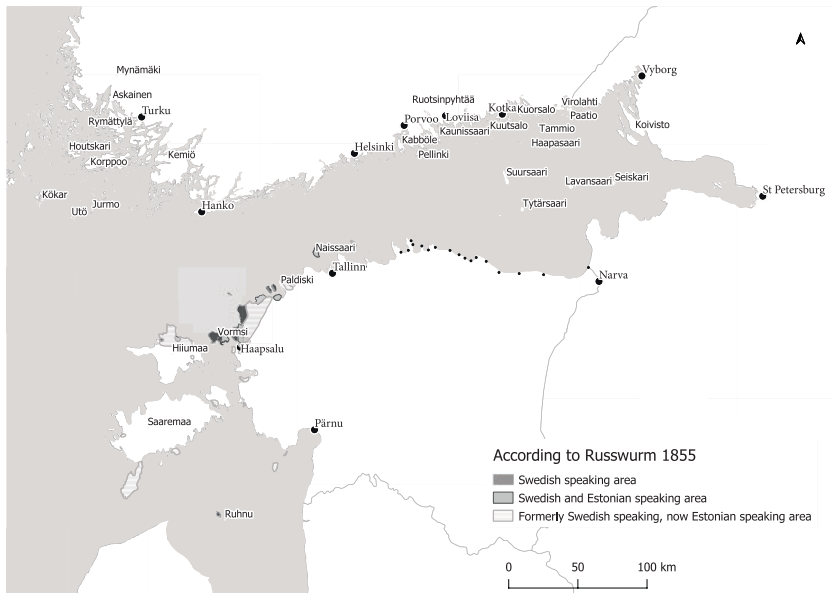 Mynämäki
Vyborg
Askainen
Ruotsinpyhtää
Virolahti
Turku
Kotka
Kuorsalo
Rymättylä
Porvoo
Loviisa
Paatio
Kuutsalo
Koivisto
Kaunissaari
Tammio
Kabböle
Houtskari
Helsinki
Haapasaari
Kemiö
Pellinki
Korppoo
Suursaari
Seiskari
Lavansaari
Kökar
St Petersburg
Jurmo
Hanko
Tytärsaari
Utö
Naissaari
Tallinn
Paldiski
Narva
Vormsi
Hiiumaa
Haapsalu
Saaremaa
Pärnu
Ruhnu
According to Russwurm 1855
Swedish speaking area
Swedish and Estonian speaking area
Formerly Swedish speaking, now Estonian speaking area
0 50 100 km